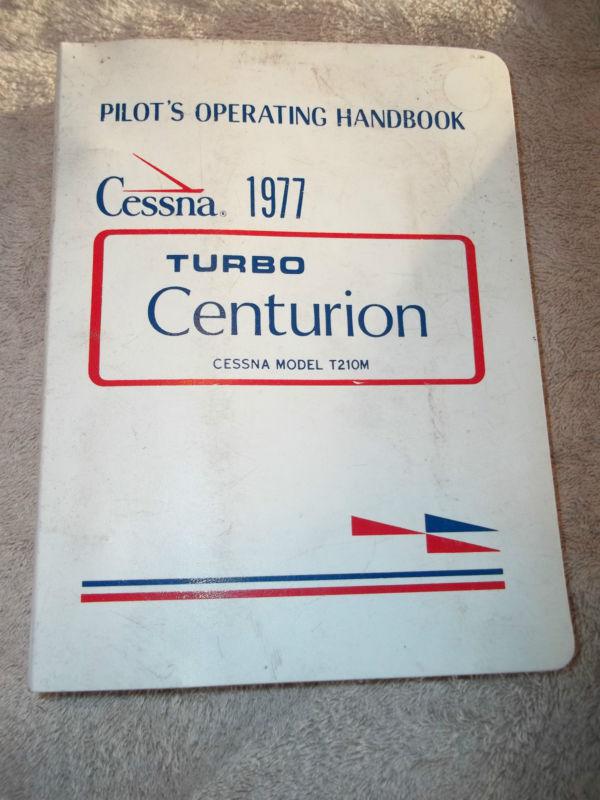 PILOT'S OPERATING HANDBOOK
Cessna® 1977
TURBO
Centurion
CESSNA MODEL T210M